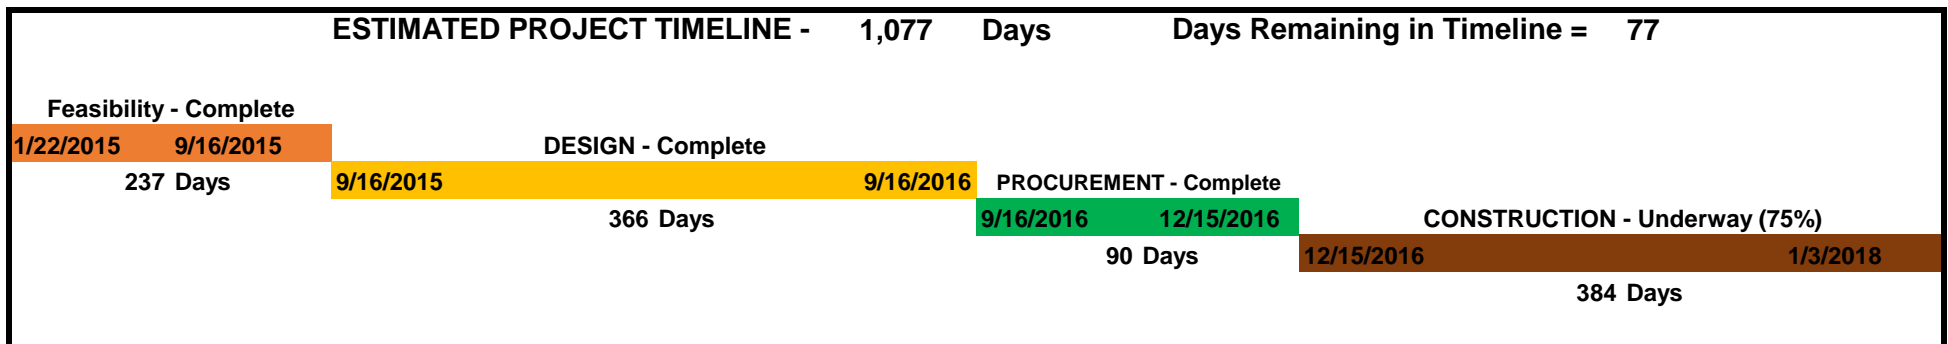 ESTIMATED PROJECT TIMELINE - 1,077 Days Days Remaining in Timeline = 77
Feasibility - Complete
1/22/2015 9/16/2015 DESIGN - Complete
237 Days 9/16/2015 9/16/2016 PROCUREMENT - Complete
366 Days 9/16/2016 12/15/2016 CONSTRUCTION - Underway (75%)
90 Days 12/15/2016 1/3/2018
384 Days